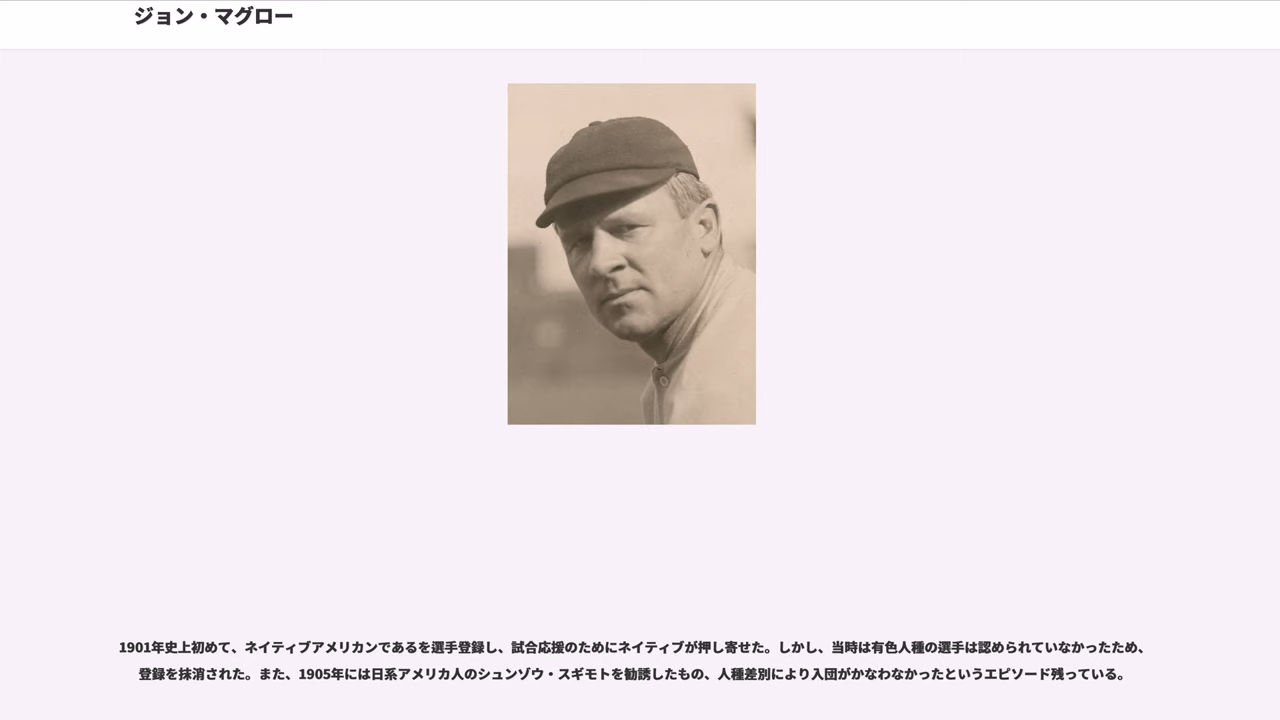 ジョン・マグロー
1901年史上初めて、ネイティブアメリカンであるを選手登録し、試合応援のためにネイティブが押し寄せた。しかし、当時は有色人種の選手は認められていなかったため、
登録を抹消された。また、1905年には日系アメリカ人のシュンゾウ・スギモトを勧誘したもの、人種差別により入団がかなわなかったというエピソード残っている。